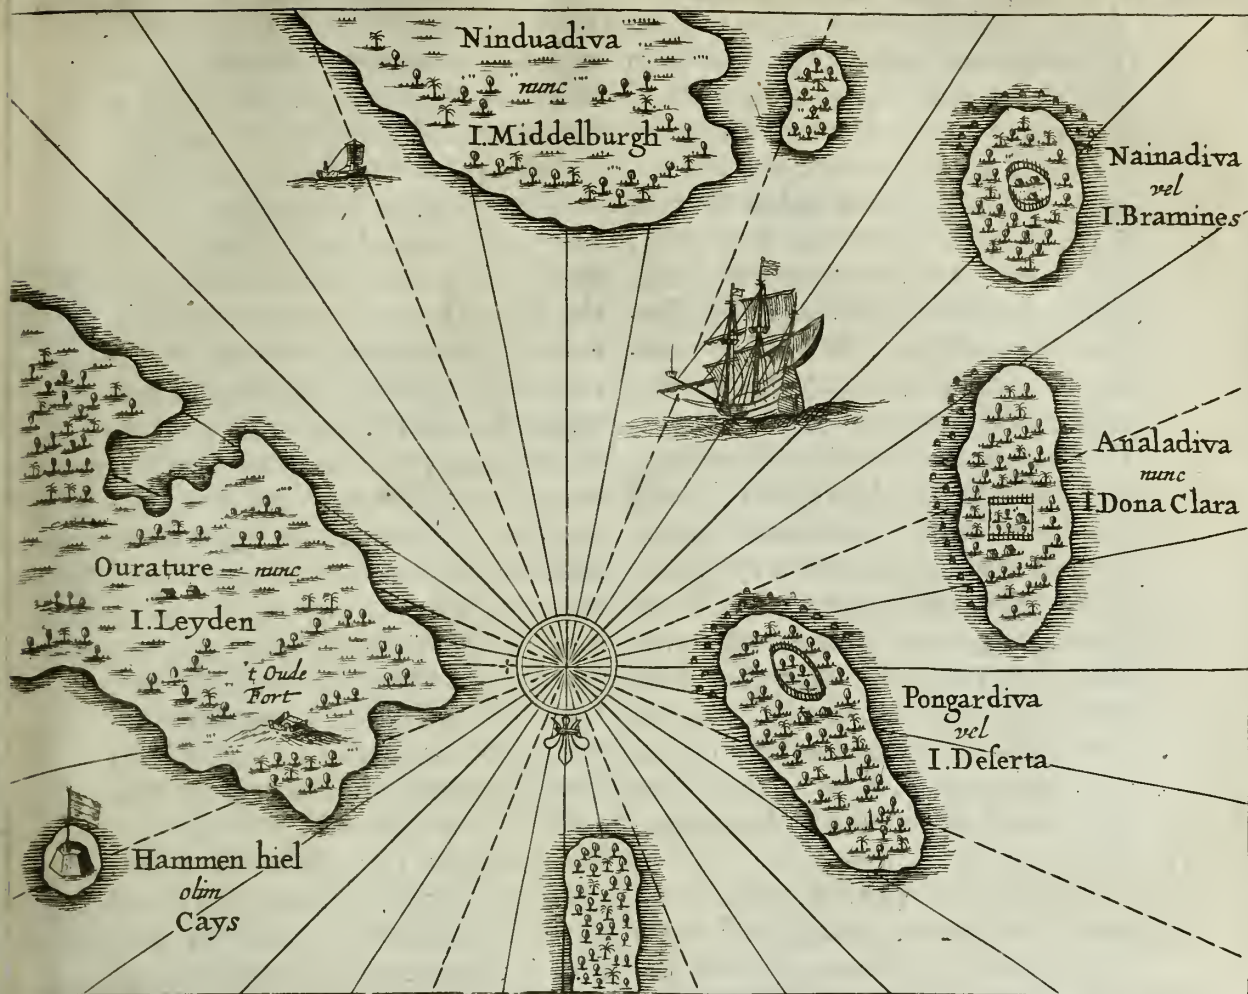 Ninduadiva
nunc
I.Middelburgh
Nainadiva
vel
I.Bramines
Analadiva
nunc
I.Dona Clara
Ourature nunc
I.Leyden
't Oude
Fort
Pongardiva
vel
I.Deſerta
Hammen hiel
olim
Cays